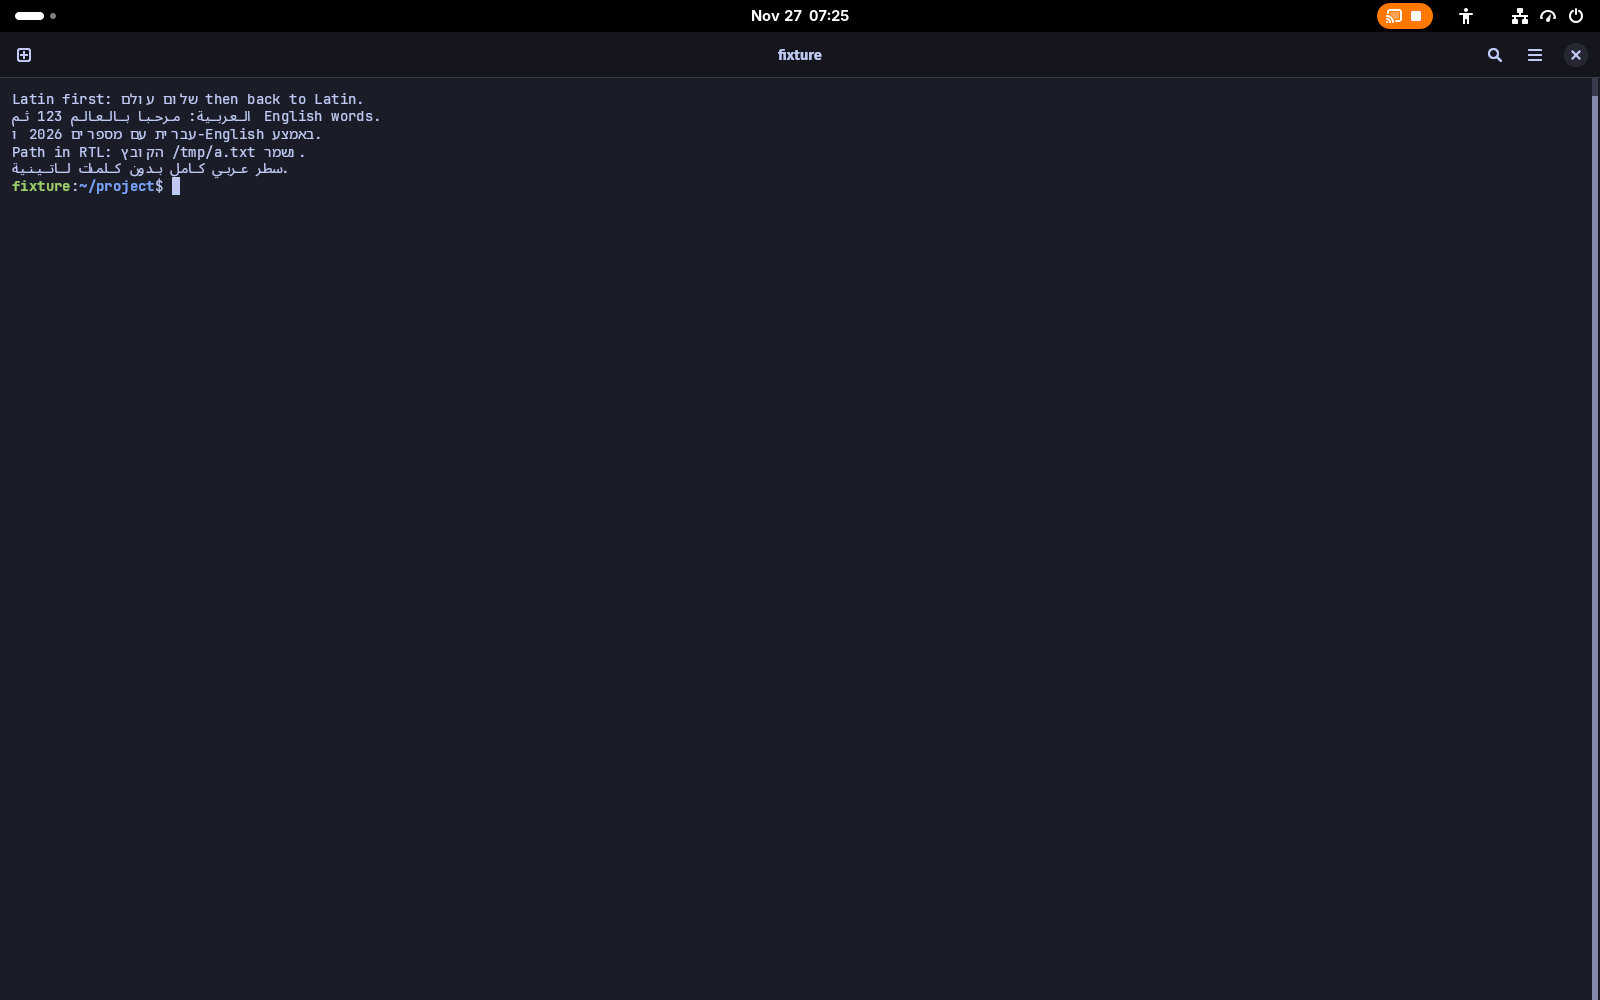 Nov 27 07:25
fixture
Latin first: שלום עולם then back to Latin.
العربية: مرحبا بالعالم 123 ثم English words.
עברית עם מספרים 2026 ו-English באמצע.
Path in RTL: הקובץ /tmp/a.txt נשמר.
سطر عربي كامل بدون كلمات لاتينية.
fixture:~/project$